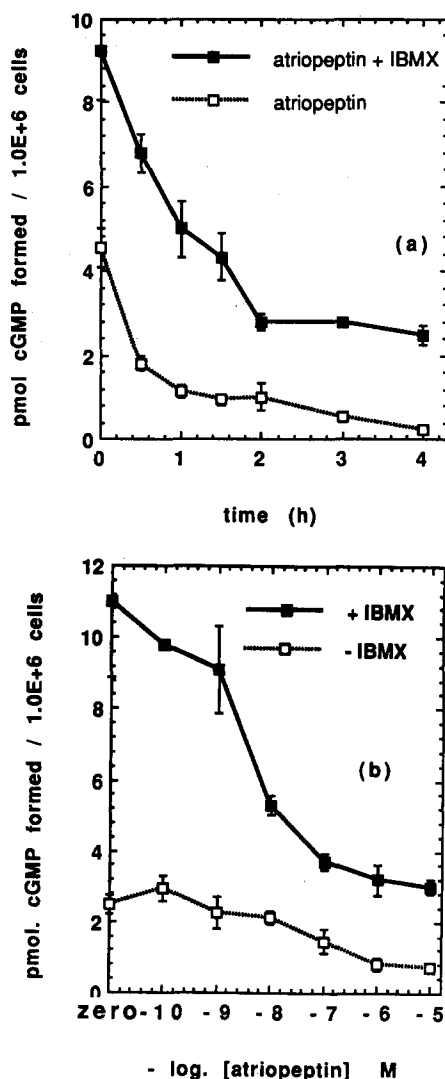 10
atriopeptin + IBMX
atriopeptin
8
6
4
2
0
(a)
pmol cGMP formed / 1.0E+6 cells
0 1 2 3 4
time (h)
12
+ IBMX
- IBMX
10
8
6
4
2
0
(b)
pmol. cGMP formed / 1.0E+6 cells
zero -10 -9 -8 -7 -6 -5
- log. [atriopeptin] M